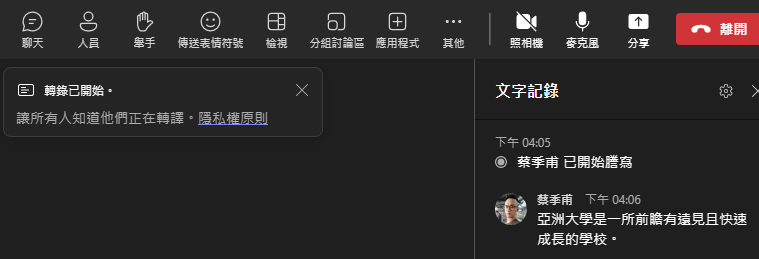 聊天
人員
舉手
傳送表情符號
檢視
分組討論區
應用程式
其他
照相機
麥克風
分享
離開
轉錄已開始。
讓所有人知道他們正在轉譯。隱私權原則
文字記錄
下午 04:05
蔡季甫 已開始謄寫
蔡季甫 下午 04:06
亞洲大學是一所前瞻有遠見且快速
成長的學校。